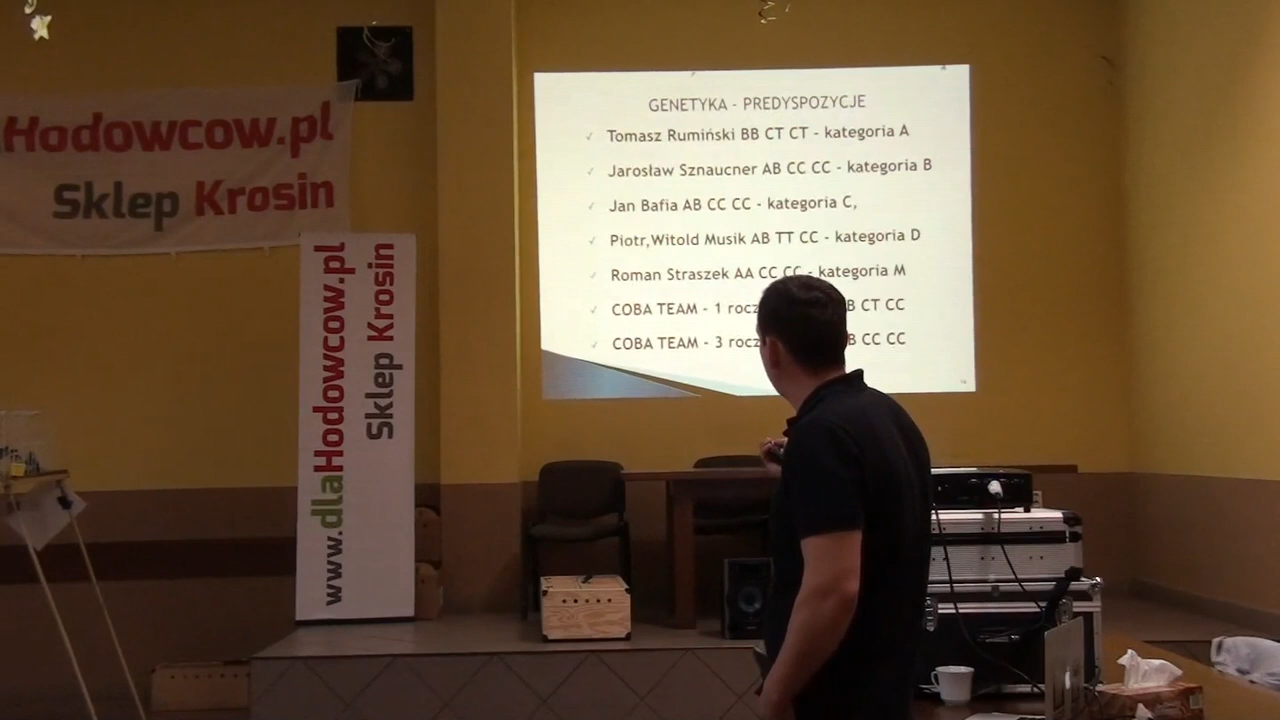 Hodowcow.pl
Sklep Krosin
www.dlaHodowcow.pl
Sklep Krosin
GENETYKA - PREDYSPOZYCJE
Tomasz Rumiński BB CT CT - kategoria A
Jarosław Sznaucner AB CC CC - kategoria B
Jan Bafia AB CC CC - kategoria C,
Piotr,Witold Musik AB TT CC - kategoria D
Roman Straszek AA CC CC - kategoria M
COBA TEAM - 1 rocz B CT CC
COBA TEAM - 3 rocz B CC CC